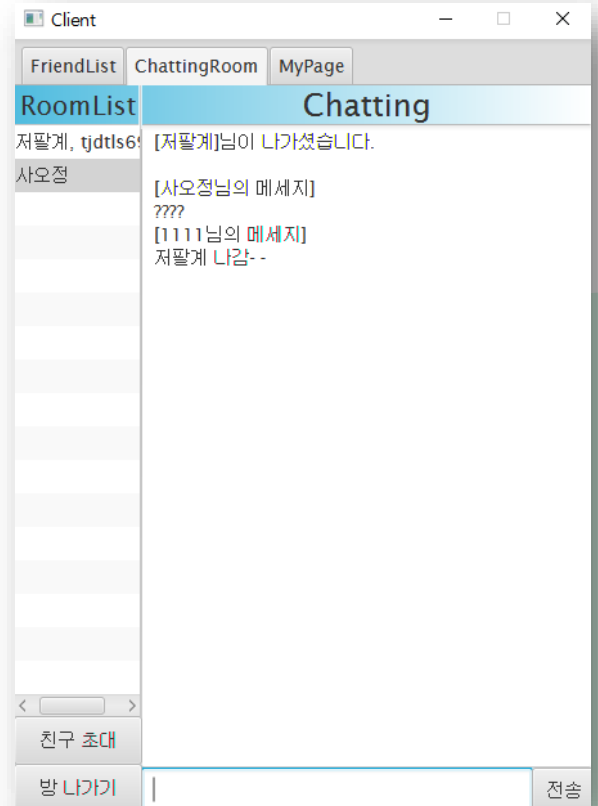 Client
FriendList
ChattingRoom
MyPage
RoomList
Chatting
저팔계, tjdtls6
사오정
[저팔계]님이 나가셨습니다.
[사오정님의 메세지]
????
[1111님의 메세지]
저팔계 나감- -
친구 초대
방 나가기
전송